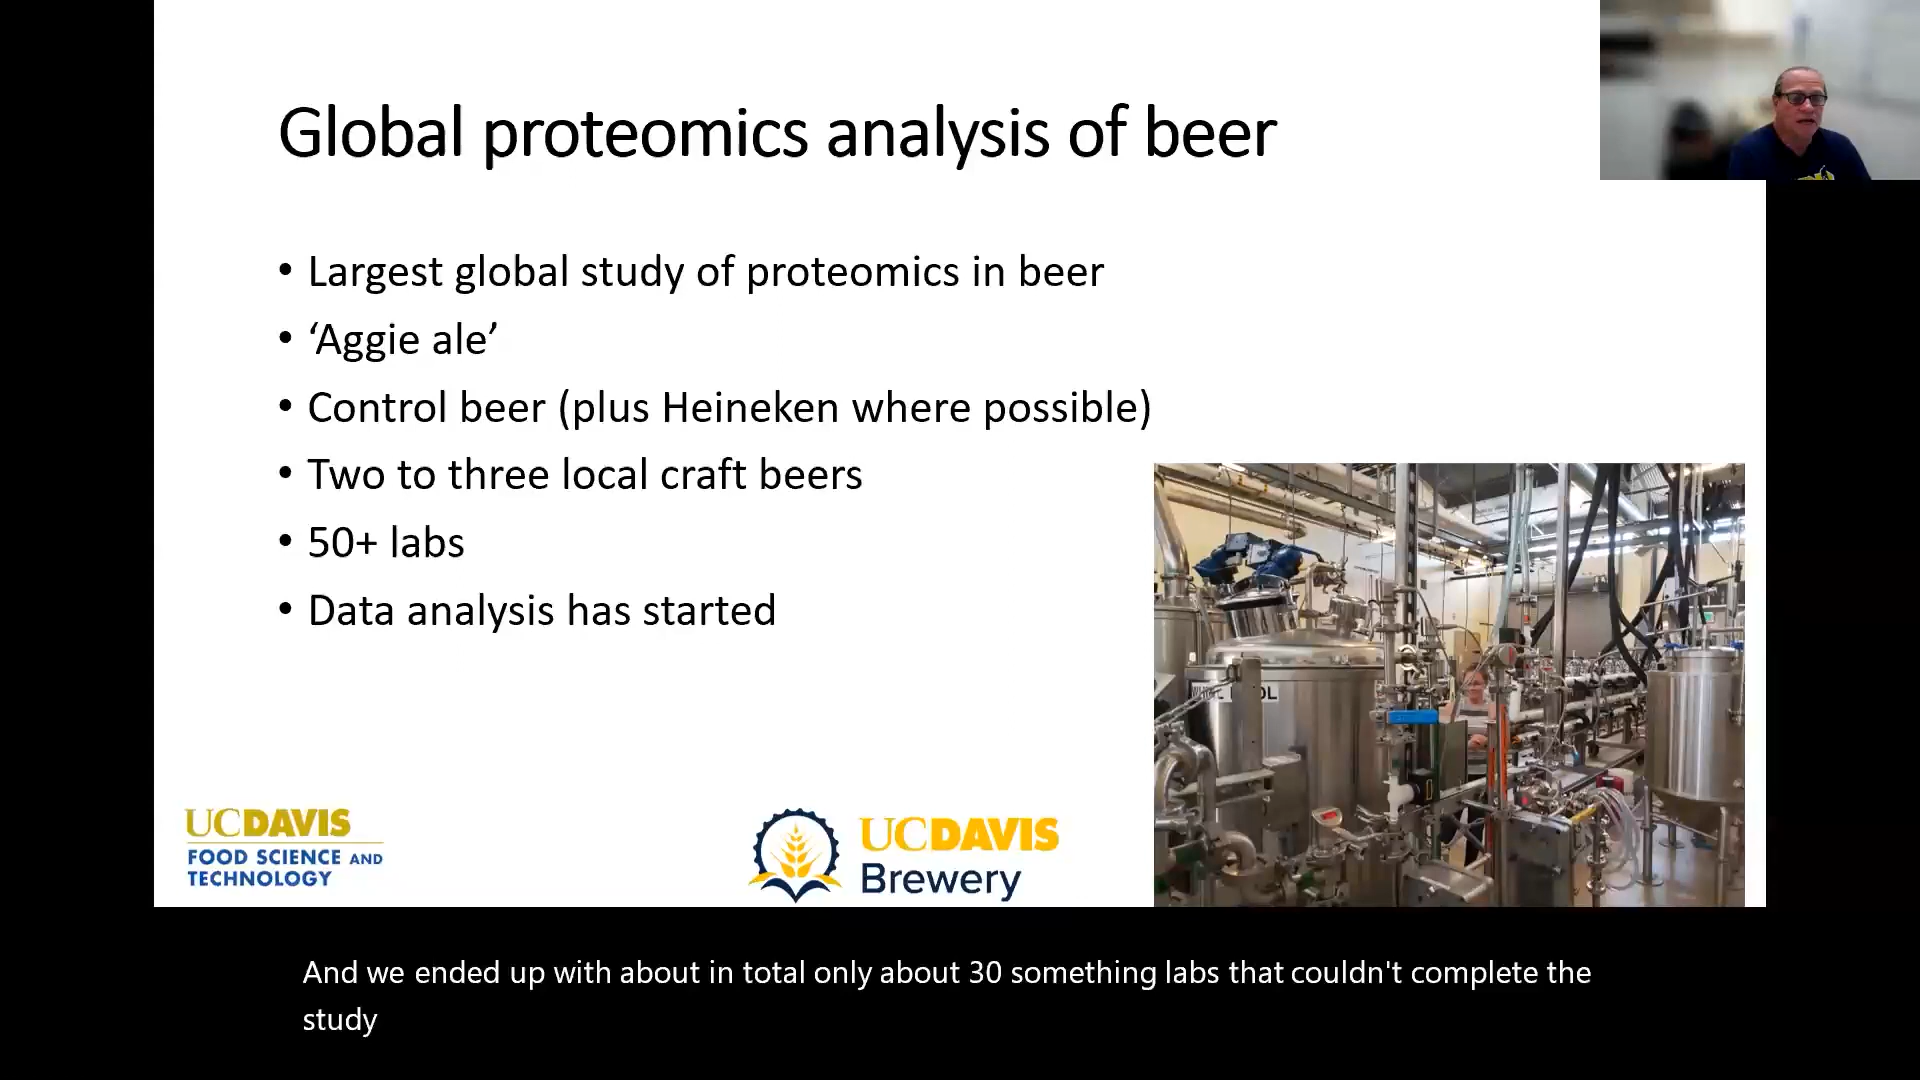 Global proteomics analysis of beer
• Largest global study of proteomics in beer
• ‘Aggie ale’
• Control beer (plus Heineken where possible)
• Two to three local craft beers
• 50+ labs
• Data analysis has started
UCDAVIS
FOOD SCIENCE AND
TECHNOLOGY
UCDAVIS
Brewery
And we ended up with about in total only about 30 something labs that couldn't complete the
study